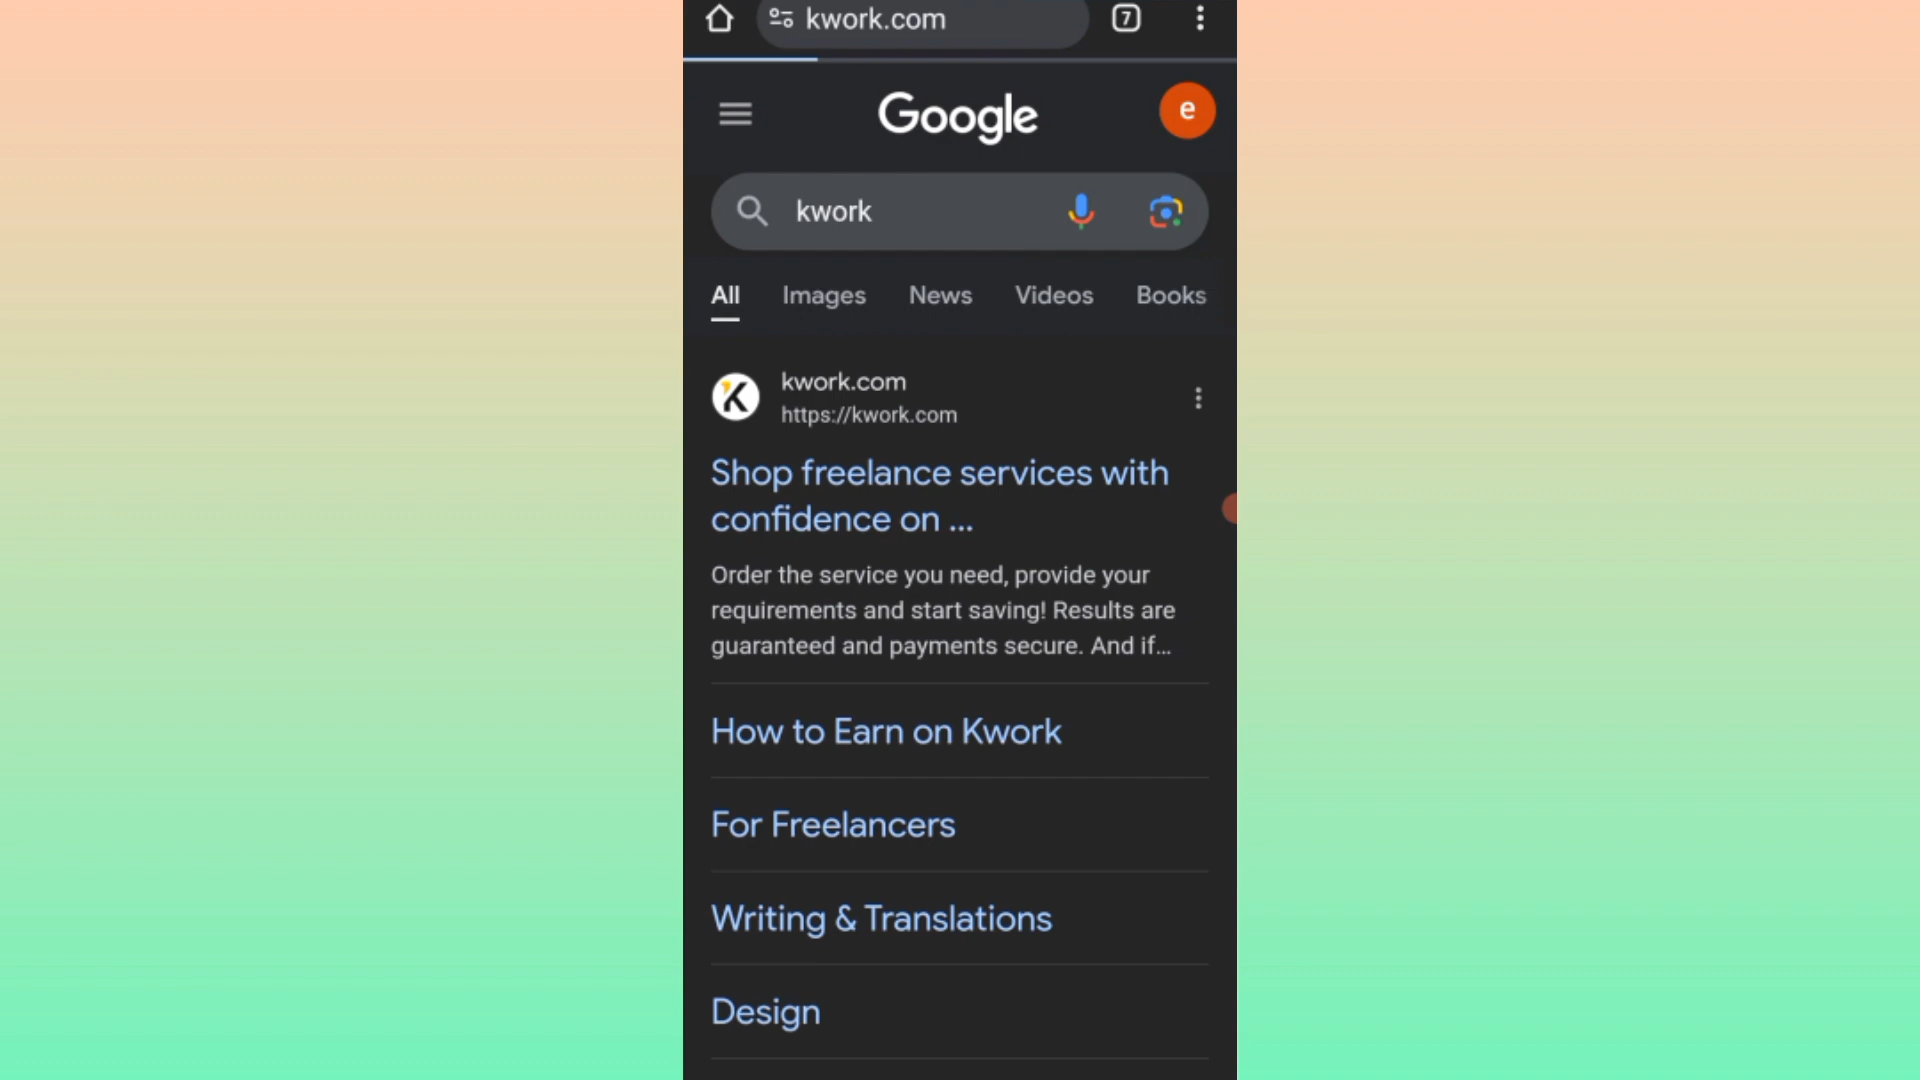 kwork.com
7
Google
e
kwork
All Images News Videos Books
K
kwork.com
https://kwork.com
Shop freelance services with
confidence on ...
Order the service you need, provide your
requirements and start saving! Results are
guaranteed and payments secure. And if...
How to Earn on Kwork
For Freelancers
Writing & Translations
Design